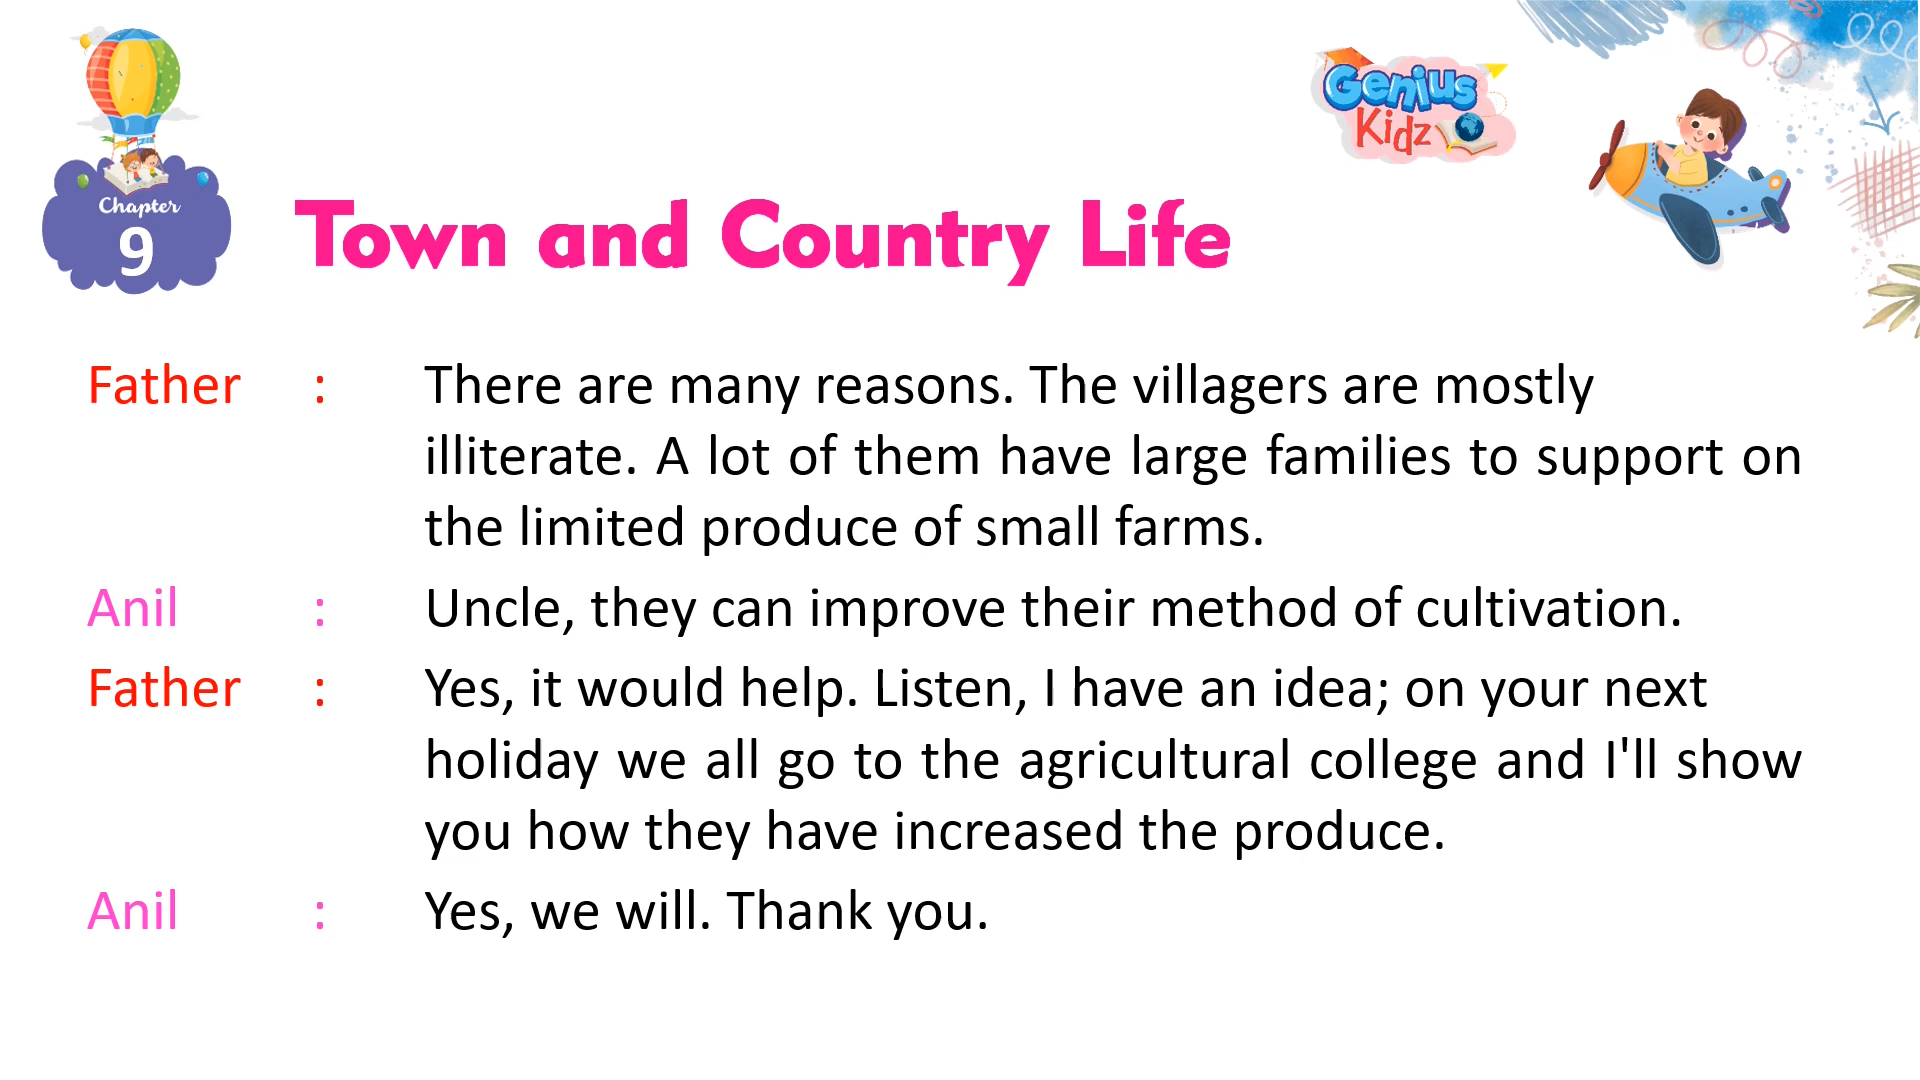 Genius
Kidz
Chapter
9
Town and Country Life
Father : There are many reasons. The villagers are mostly
illiterate. A lot of them have large families to support on
the limited produce of small farms.
Anil : Uncle, they can improve their method of cultivation.
Father : Yes, it would help. Listen, I have an idea; on your next
holiday we all go to the agricultural college and I'll show
you how they have increased the produce.
Anil : Yes, we will. Thank you.